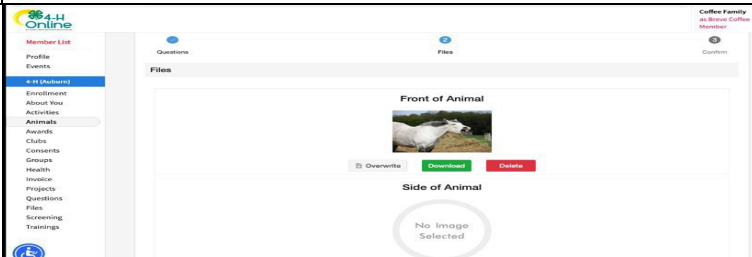 4-H
Online
Coffee Family
as Breve Coffee
Member
Member List
Profile
Events
4-H (Auburn)
Enrollment
About You
Activities
Animals
Awards
Clubs
Consents
Groups
Health
Invoice
Projects
Questions
Files
Screening
Trainings
Questions
2
Files
3
Confirm
Files
Front of Animal
Overwrite
Download
Delete
Side of Animal
No Image
Selected